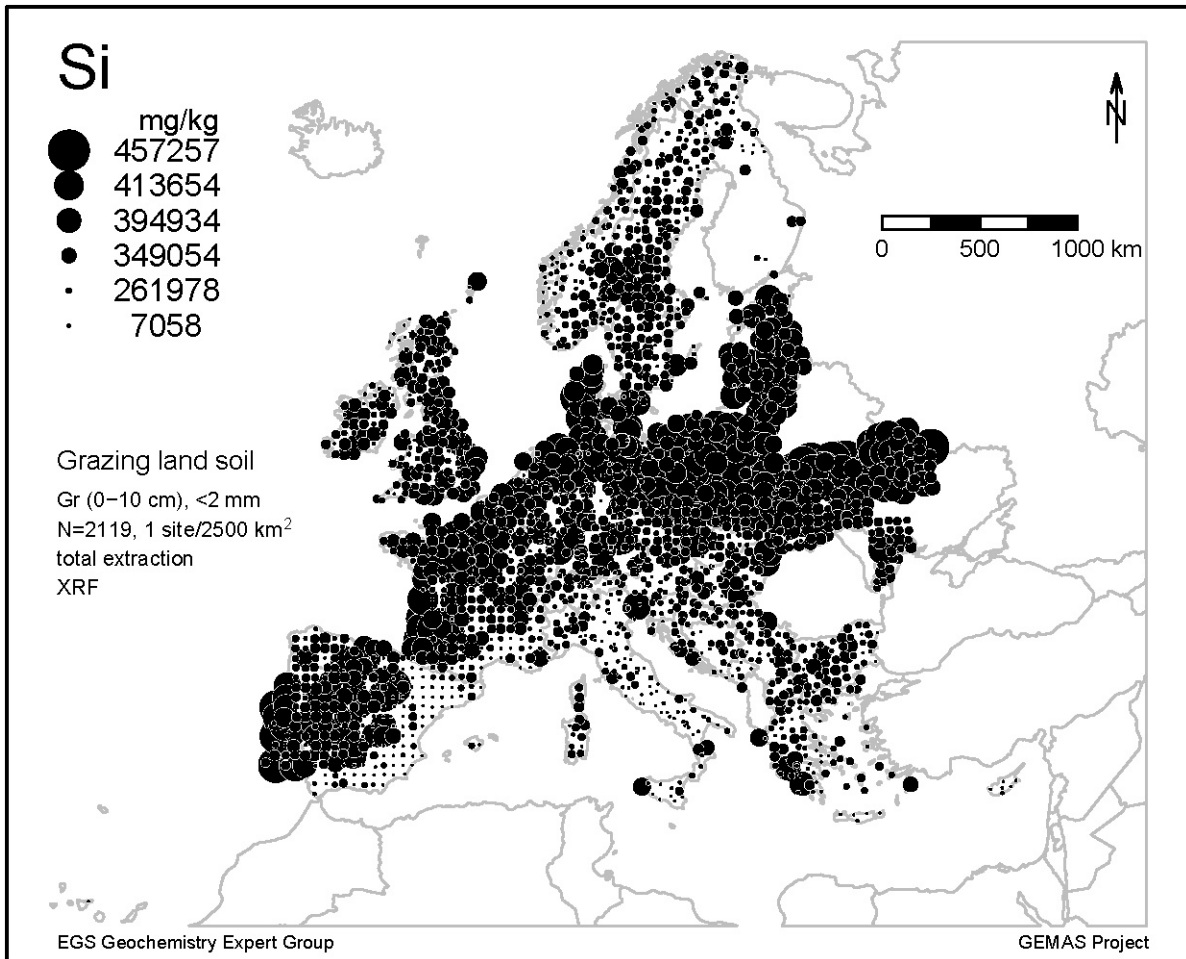 Si
mg/kg
457257
413654
394934
349054
261978
7058
N
0 500 1000 km
Grazing land soil
Gr (0−10 cm), <2 mm
N=2119, 1 site/2500 km²
total extraction
XRF
EGS Geochemistry Expert Group
GEMAS Project